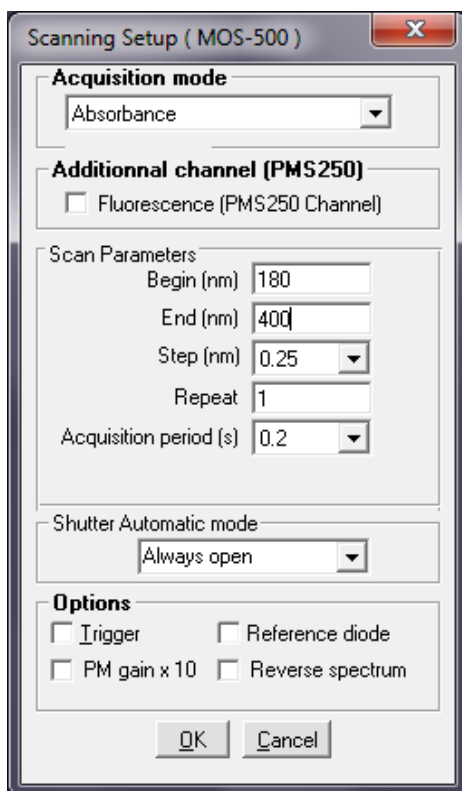 Scanning Setup ( MOS-500 )
Acquisition mode
Absorbance
Additionnal channel (PMS250)
Fluorescence (PMS250 Channel)
Scan Parameters
Begin (nm) 180
End (nm) 400
Step (nm) 0.25
Repeat 1
Acquisition period (s) 0.2
Shutter Automatic mode
Always open
Options
Trigger Reference diode
PM gain x 10 Reverse spectrum
OK Cancel